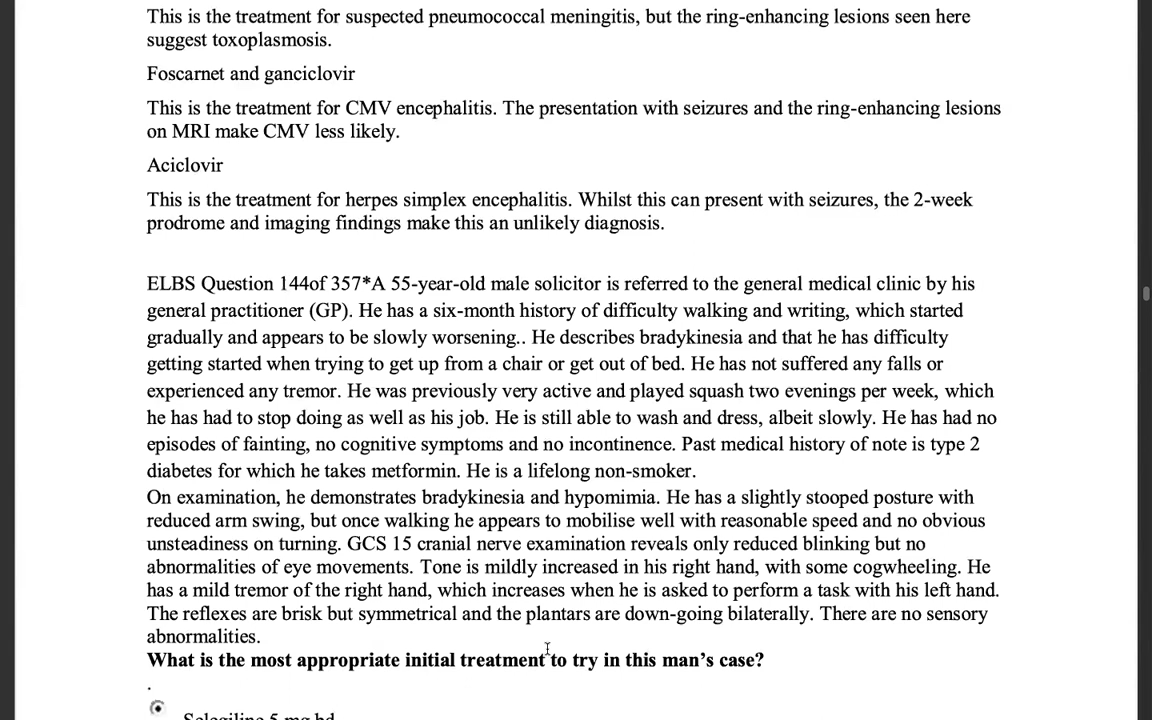 This is the treatment for suspected pneumococcal meningitis, but the ring-enhancing lesions seen here
suggest toxoplasmosis.
Foscarnet and ganciclovir
This is the treatment for CMV encephalitis. The presentation with seizures and the ring-enhancing lesions
on MRI make CMV less likely.
Aciclovir
This is the treatment for herpes simplex encephalitis. Whilst this can present with seizures, the 2-week
prodrome and imaging findings make this an unlikely diagnosis.
ELBS Question 144of 357*A 55-year-old male solicitor is referred to the general medical clinic by his
general practitioner (GP). He has a six-month history of difficulty walking and writing, which started
gradually and appears to be slowly worsening.. He describes bradykinesia and that he has difficulty
getting started when trying to get up from a chair or get out of bed. He has not suffered any falls or
experienced any tremor. He was previously very active and played squash two evenings per week, which
he has had to stop doing as well as his job. He is still able to wash and dress, albeit slowly. He has had no
episodes of fainting, no cognitive symptoms and no incontinence. Past medical history of note is type 2
diabetes for which he takes metformin. He is a lifelong non-smoker.
On examination, he demonstrates bradykinesia and hypomimia. He has a slightly stooped posture with
reduced arm swing, but once walking he appears to mobilise well with reasonable speed and no obvious
unsteadiness on turning. GCS 15 cranial nerve examination reveals only reduced blinking but no
abnormalities of eye movements. Tone is mildly increased in his right hand, with some cogwheeling. He
has a mild tremor of the right hand, which increases when he is asked to perform a task with his left hand.
The reflexes are brisk but symmetrical and the plantars are down-going bilaterally. There are no sensory
abnormalities.
What is the most appropriate initial treatment to try in this man’s case?
.
Selegiline 5 mg bd